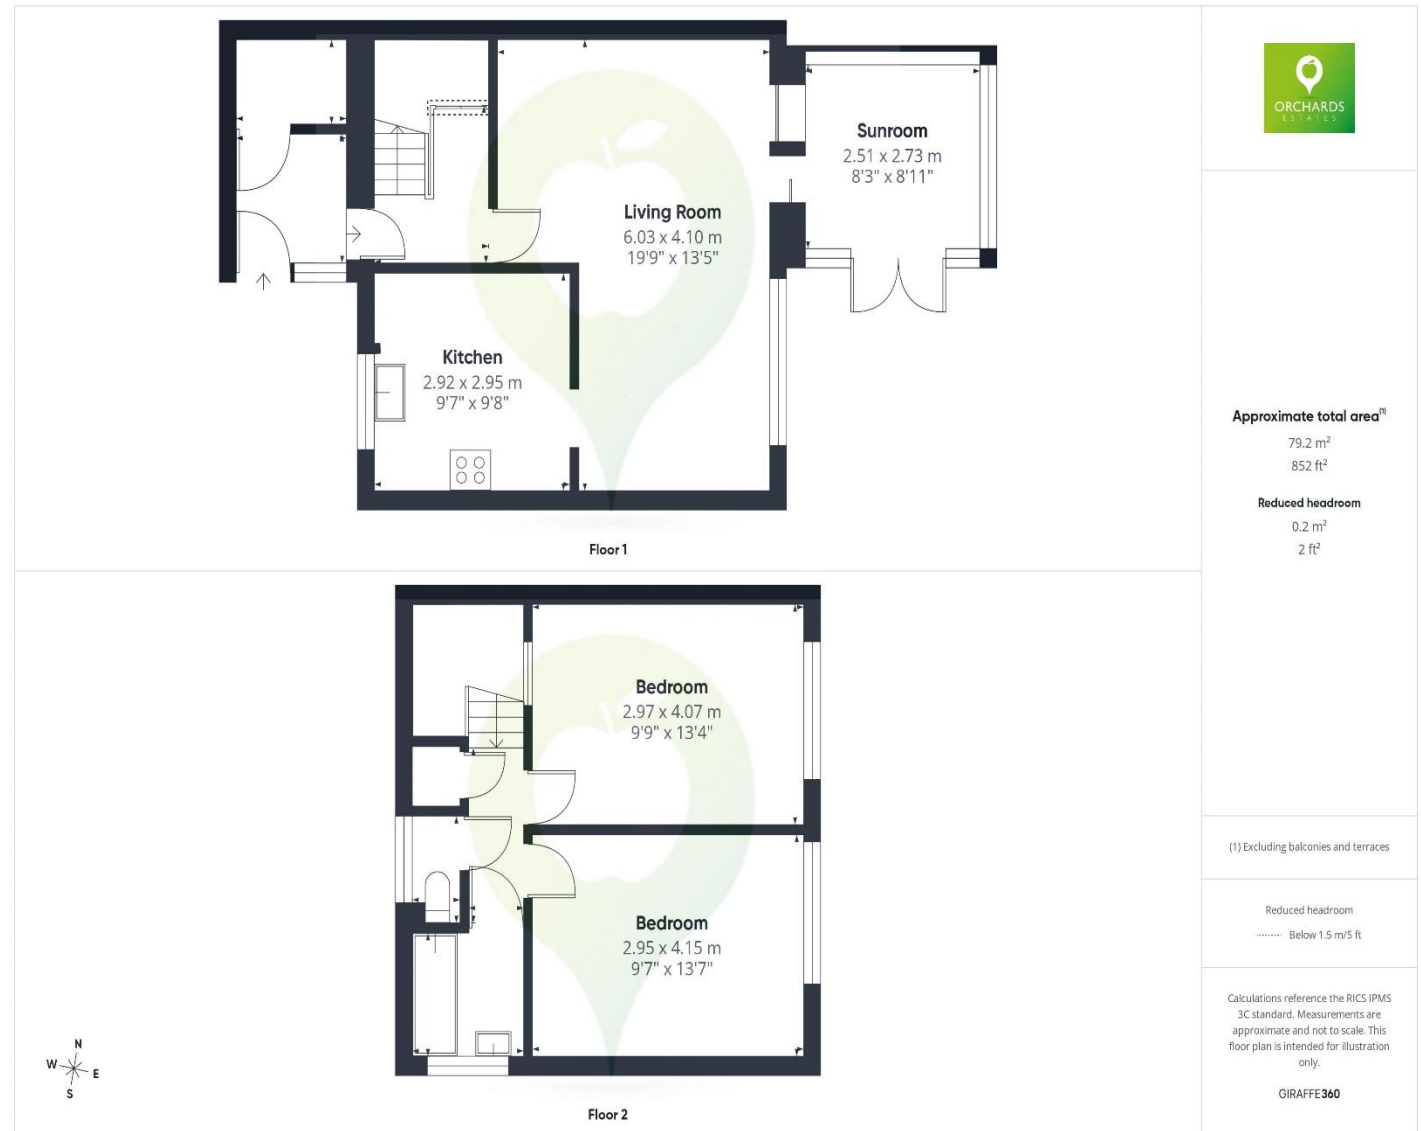 Sunroom
2.51 x 2.73 m
8'3" x 8'11"
Living Room
6.03 x 4.10 m
19'9" x 13'5"
Kitchen
2.92 x 2.95 m
9'7" x 9'8"
Floor 1
Bedroom
2.97 x 4.07 m
9'9" x 13'4"
Bedroom
2.95 x 4.15 m
9'7" x 13'7"
Floor 2
N
W E
S
ORCHARDS
ESTATES
Approximate total area(1)
79.2 m²
852 ft²
Reduced headroom
0.2 m²
2 ft²
(1) Excluding balconies and terraces
Reduced headroom
Below 1.5 m/5 ft
Calculations reference the RICS IPMS
3C standard. Measurements are
approximate and not to scale. This
floor plan is intended for illustration
only.
GIRAFFE360